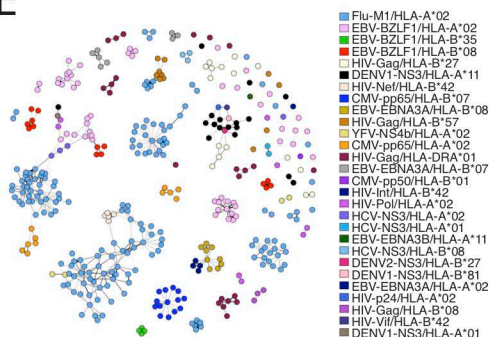 Flu-M1/HLA-A*02
EBV-BZLF1/HLA-A*02
EBV-BZLF1/HLA-B*35
EBV-BZLF1/HLA-B*08
HIV-Gag/HLA-B*27
DENV1-NS3/HLA-A*11
HIV-Nef/HLA-B*42
CMV-pp65/HLA-B*07
EBV-EBNA3A/HLA-B*08
HIV-Gag/HLA-B*57
YFV-NS4b/HLA-A*02
CMV-pp65/HLA-A*02
HIV-Gag/HLA-DRA*01
EBV-EBNA3A/HLA-B*07
CMV-pp50/HLA-B*01
HIV-Int/HLA-B*42
HIV-Pol/HLA-A*02
HCV-NS3/HLA-A*02
HCV-NS3/HLA-A*01
EBV-EBNA3B/HLA-A*11
HCV-NS3/HLA-B*08
DENV2-NS3/HLA-B*27
DENV1-NS3/HLA-B*81
EBV-EBNA3A/HLA-A*02
HIV-p24/HLA-A*02
HIV-Gag/HLA-B*08
HIV-Vif/HLA-B*42
DENV1-NS3/HLA-A*01